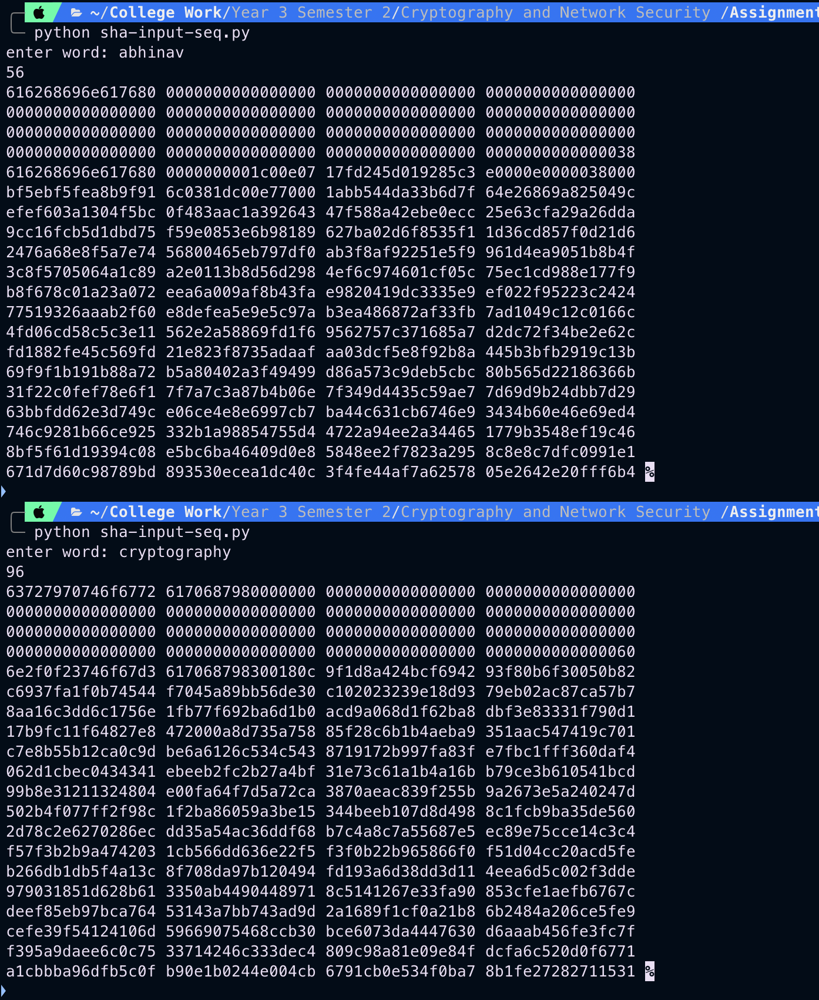 ~/College Work/Year 3 Semester 2/Cryptography and Network Security /Assignment
python sha-input-seq.py
enter word: abhinav
56
616268696e617680 0000000000000000 0000000000000000 0000000000000000
0000000000000000 0000000000000000 0000000000000000 0000000000000000
0000000000000000 0000000000000000 0000000000000000 0000000000000000
0000000000000000 0000000000000000 0000000000000000 0000000000000038
616268696e617680 0000000001c00e07 17fd245d019285c3 e0000e0000038000
bf5ebf5fea8b9f91 6c0381dc00e77000 1abb544da33b6d7f 64e26869a825049c
efef603a1304f5bc 0f483aac1a392643 47f588a42ebe0ecc 25e63cfa29a26dda
9cc16fcb5d1dbd75 f59e0853e6b98189 627ba02d6f8535f1 1d36cd857f0d21d6
2476a68e8f5a7e74 56800465eb797df0 ab3f8af92251e5f9 961d4ea9051b8b4f
3c8f5705064a1c89 a2e0113b8d56d298 4ef6c974601cf05c 75ec1cd988e177f9
b8f678c01a23a072 eea6a009af8b43fa e9820419dc3335e9 ef022f95223c2424
77519326aaab2f60 e8defea5e9e5c97a b3ea486872af33fb 7ad1049c12c0166c
4fd06cd58c5c3e11 562e2a58869fd1f6 9562757c371685a7 d2dc72f34be2e62c
fd1882fe45c569fd 21e823f8735adaaf aa03dcf5e8f92b8a 445b3bfb2919c13b
69f9f1b191b88a72 b5a80402a3f49499 d86a573c9deb5cbc 80b565d22186366b
31f22c0fef78e6f1 7f7a7c3a87b4b06e 7f349d4435c59ae7 7d69d9b24dbb7d29
63bbfdd62e3d749c e06ce4e8e6997cb7 ba44c631cb6746e9 3434b60e46e69ed4
746c9281b66ce925 332b1a98854755d4 4722a94ee2a34465 1779b3548ef19c46
8bf5f61d19394c08 e5bc6ba46409d0e8 5848ee2f7823a295 8c8e8c7dfc0991e1
671d7d60c98789bd 893530ecea1dc40c 3f4fe44af7a62578 05e2642e20fff6b4 %
~/College Work/Year 3 Semester 2/Cryptography and Network Security /Assignment
python sha-input-seq.py
enter word: cryptography
96
63727970746f6772 6170687980000000 0000000000000000 0000000000000000
0000000000000000 0000000000000000 0000000000000000 0000000000000000
0000000000000000 0000000000000000 0000000000000000 0000000000000000
0000000000000000 0000000000000000 0000000000000000 0000000000000060
6e2f0f23746f67d3 617068798300180c 9f1d8a424bcf6942 93f80b6f30050b82
c6937fa1f0b74544 f7045a89bb56de30 c102023239e18d93 79eb02ac87ca57b7
8aa16c3dd6c1756e 1fb77f692ba6d1b0 acd9a068d1f62ba8 dbf3e83331f790d1
17b9fc11f64827e8 472000a8d735a758 85f28c6b1b4aeba9 351aac547419c701
c7e8b55b12ca0c9d be6a6126c534c543 8719172b997fa83f e7fbc1fff360daf4
062d1cbec0434341 ebeeb2fc2b27a4bf 31e73c61a1b4a16b b79ce3b610541bcd
99b8e31211324804 e00fa64f7d5a72ca 3870aeac839f255b 9a2673e5a240247d
502b4f077ff2f98c 1f2ba86059a3be15 344beeb107d8d498 8c1fcb9ba35de560
2d78c2e6270286ec dd35a54ac36ddf68 b7c4a8c7a55687e5 ec89e75cce14c3c4
f57f3b2b9a474203 1cb566dd636e22f5 f3f0b22b965866f0 f51d04cc20acd5fe
b266db1db5f4a13c 8f708da97b120494 fd193a6d38dd3d11 4eea6d5c002f3dde
979031851d628b61 3350ab4490448971 8c5141267e33fa90 853cfe1aefb6767c
deef85eb97bca764 53143a7bb743ad9d 2a1689f1cf0a21b8 6b2484a206ce5fe9
cefe39f54124106d 59669075468ccb30 bce6073da4447630 d6aaab456fe3fc7f
f395a9daee6c0c75 33714246c333dec4 809c98a81e09e84f dcfa6c520d0f6771
a1cbbba96dfb5c0f b90e1b0244e004cb 6791cb0e534f0ba7 8b1fe27282711531 %